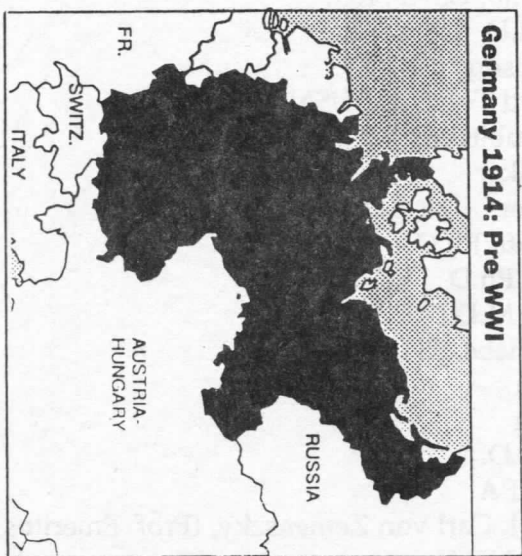 Germany 1914: Pre WWI
FR.
SWITZ.
ITALY
AUSTRIA-
HUNGARY
RUSSIA